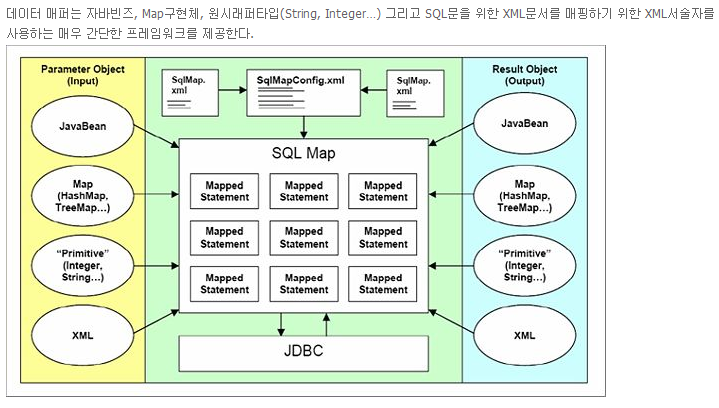 데이터 매퍼는 자바빈즈, Map구현체, 원시래퍼타입(String, Integer…) 그리고 SQL문을 위한 XML문서를 매핑하기 위한 XML서술자를
사용하는 매우 간단한 프레임워크를 제공한다.
Parameter Object
(Input)
JavaBean
Map
(HashMap,
TreeMap…)
“Primitive”
(Integer,
String…)
XML
SqlMap.
xml
SqlMapConfig.xml
SqlMap.
xml
SQL Map
Mapped
Statement
Mapped
Statement
Mapped
Statement
Mapped
Statement
Mapped
Statement
Mapped
Statement
Mapped
Statement
Mapped
Statement
Mapped
Statement
JDBC
Result Object
(Output)
JavaBean
Map
(HashMap,
TreeMap…)
“Primitive”
(Integer,
String…)
XML